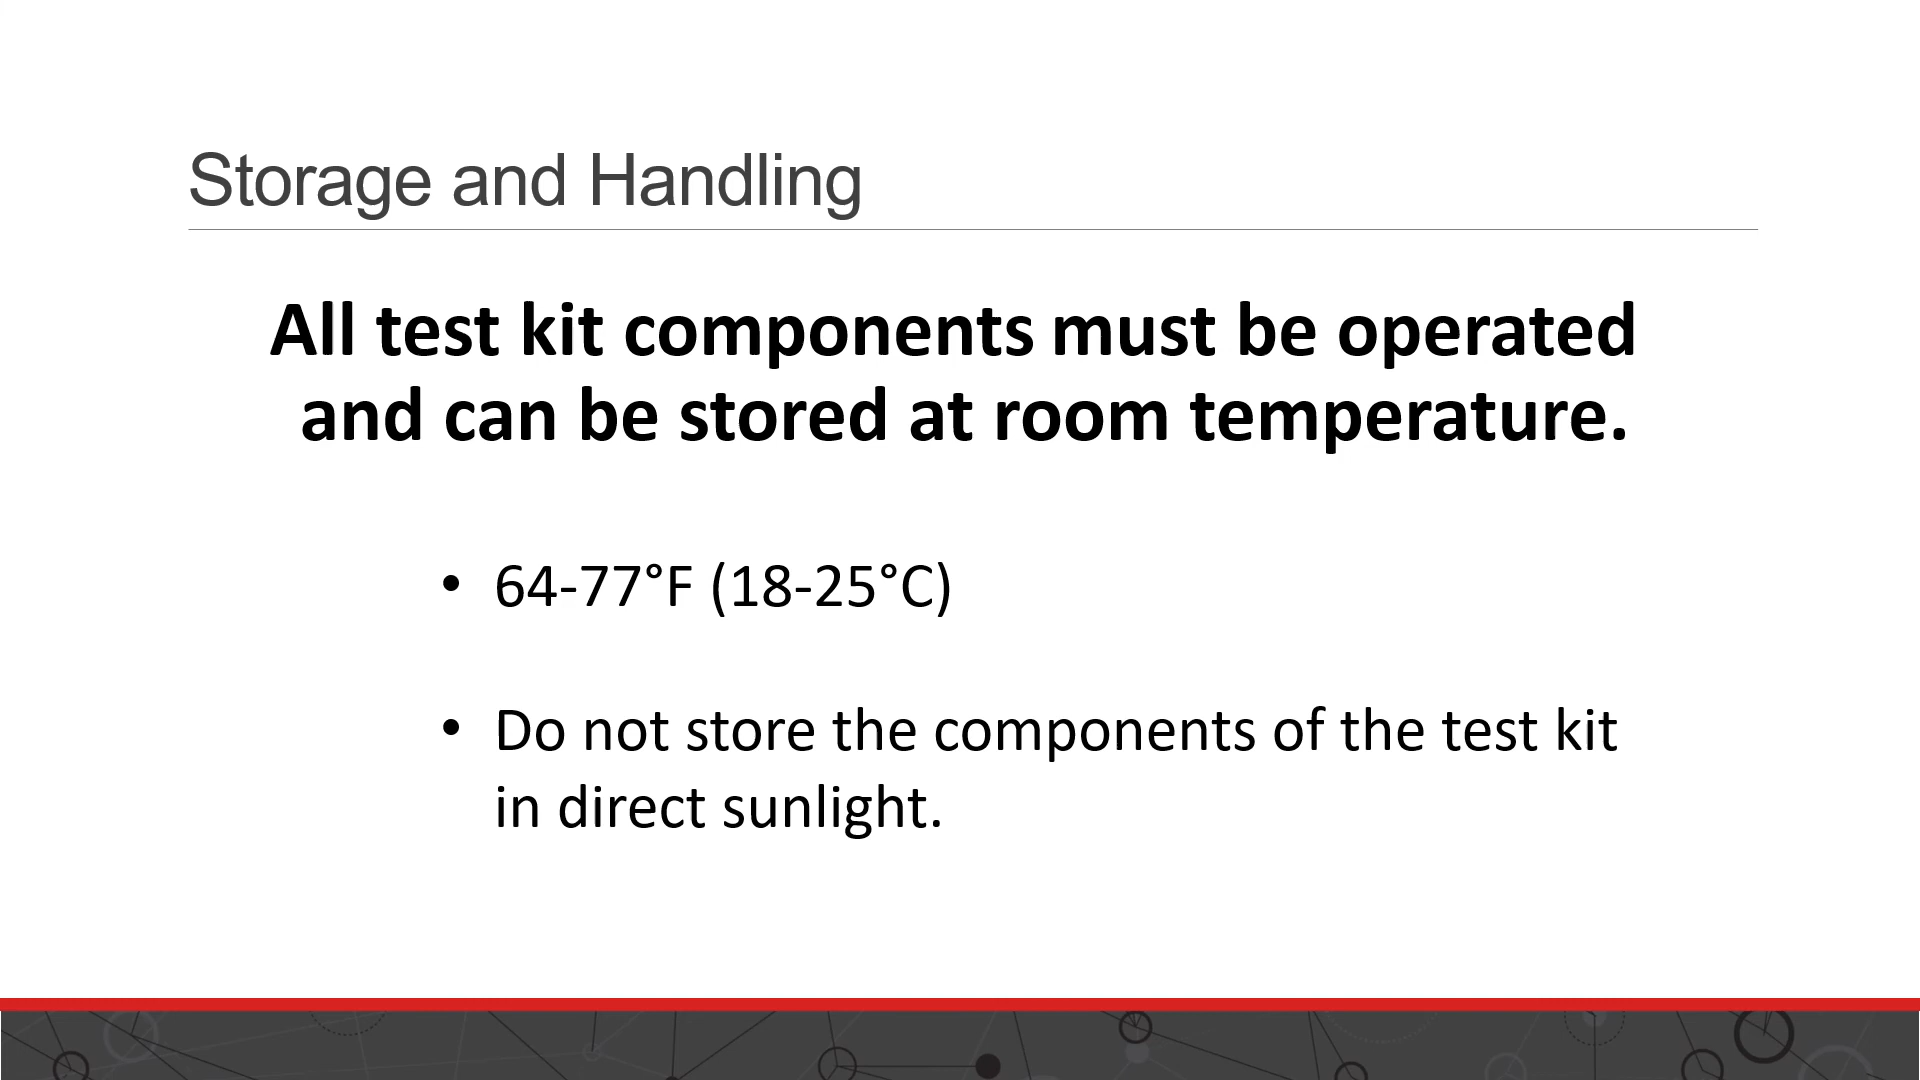 Storage and Handling
All test kit components must be operated
and can be stored at room temperature.
• 64-77°F (18-25°C)
• Do not store the components of the test kit
in direct sunlight.